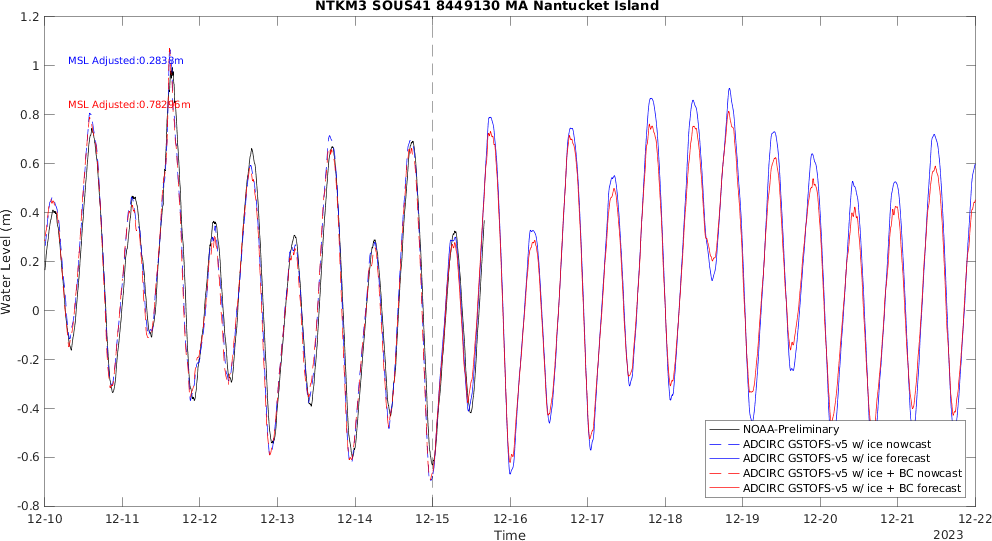 NTKM3 SOUS41 8449130 MA Nantucket Island
1.2
1
0.8
0.6
0.4
0.2
0
-0.2
-0.4
-0.6
-0.8
Water Level (m)
MSL Adjusted:0.2838m
MSL Adjusted:0.78295m
NOAA-Preliminary
ADCIRC GSTOFS-v5 w/ ice nowcast
ADCIRC GSTOFS-v5 w/ ice forecast
ADCIRC GSTOFS-v5 w/ ice + BC nowcast
ADCIRC GSTOFS-v5 w/ ice + BC forecast
12-10 12-11 12-12 12-13 12-14 12-15 12-16 12-17 12-18 12-19 12-20 12-21 12-22
Time
2023